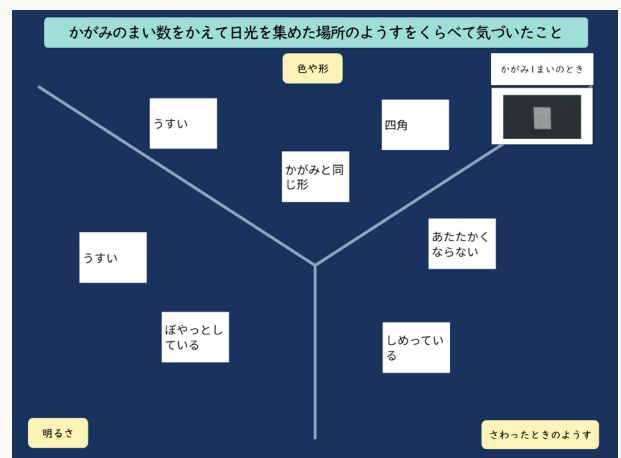 かがみのまい数をかえて日光を集めた場所のようすをくらべて気づいたこと
色や形
かがみ1まいのとき
うすい
四角
かがみと同
じ形
うすい
あたたかく
ならない
ぼやっとし
ている
しめってい
る
明るさ
さわったときのようす